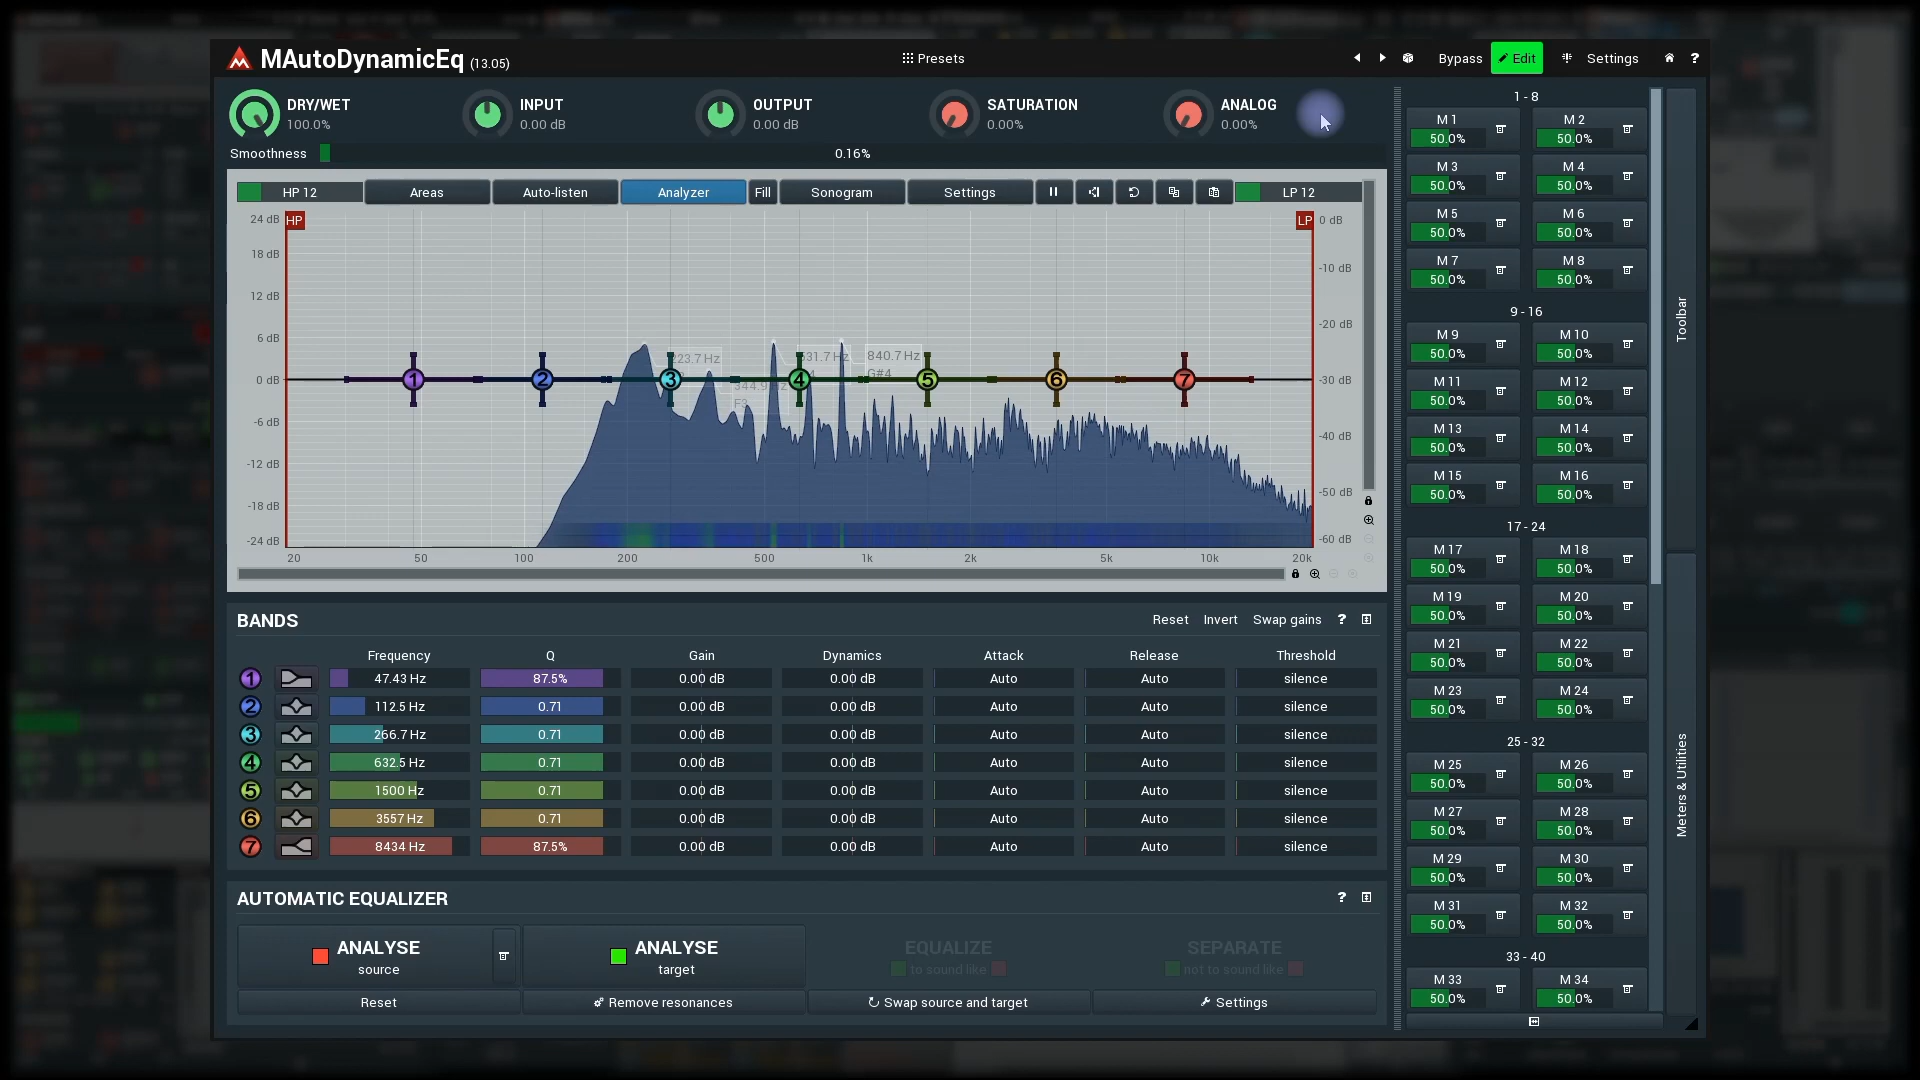 MAutoDynamicEq (13.05)
Presets
Bypass Edit Settings ?
DRY/WET 100.0%
INPUT 0.00 dB
OUTPUT 0.00 dB
SATURATION 0.00%
ANALOG 0.00%
Smoothness 0.16%
HP 12 Areas Auto-listen Analyzer Fill Sonogram Settings LP 12
HP LP
24 dB
18 dB
12 dB
6 dB
0 dB
-6 dB
-12 dB
-18 dB
-24 dB
0 dB
-10 dB
-20 dB
-30 dB
-40 dB
-50 dB
-60 dB
223.7 Hz
840.7 Hz
G#4
F3
1 2 3 4 5 6 7
20 50 100 200 500 1k 2k 5k 10k 20k
BANDS Reset Invert Swap gains ?
Frequency Q Gain Dynamics Attack Release Threshold
1 47.43 Hz 87.5% 0.00 dB 0.00 dB Auto Auto silence
2 112.5 Hz 0.71 0.00 dB 0.00 dB Auto Auto silence
3 266.7 Hz 0.71 0.00 dB 0.00 dB Auto Auto silence
4 632.5 Hz 0.71 0.00 dB 0.00 dB Auto Auto silence
5 1500 Hz 0.71 0.00 dB 0.00 dB Auto Auto silence
6 3557 Hz 0.71 0.00 dB 0.00 dB Auto Auto silence
7 8434 Hz 87.5% 0.00 dB 0.00 dB Auto Auto silence
AUTOMATIC EQUALIZER ?
ANALYSE source
ANALYSE target
EQUALIZE to sound like
SEPARATE not to sound like
Reset Remove resonances Swap source and target Settings
1 - 8
M 1 M 2
50.0% 50.0%
M 3 M 4
50.0% 50.0%
M 5 M 6
50.0% 50.0%
M 7 M 8
50.0% 50.0%
9 - 16
M 9 M 10
50.0% 50.0%
M 11 M 12
50.0% 50.0%
M 13 M 14
50.0% 50.0%
M 15 M 16
50.0% 50.0%
17 - 24
M 17 M 18
50.0% 50.0%
M 19 M 20
50.0% 50.0%
M 21 M 22
50.0% 50.0%
M 23 M 24
50.0% 50.0%
25 - 32
M 25 M 26
50.0% 50.0%
M 27 M 28
50.0% 50.0%
M 29 M 30
50.0% 50.0%
M 31 M 32
50.0% 50.0%
33 - 40
M 33 M 34
50.0% 50.0%
Toolbar
Meters & Utilities